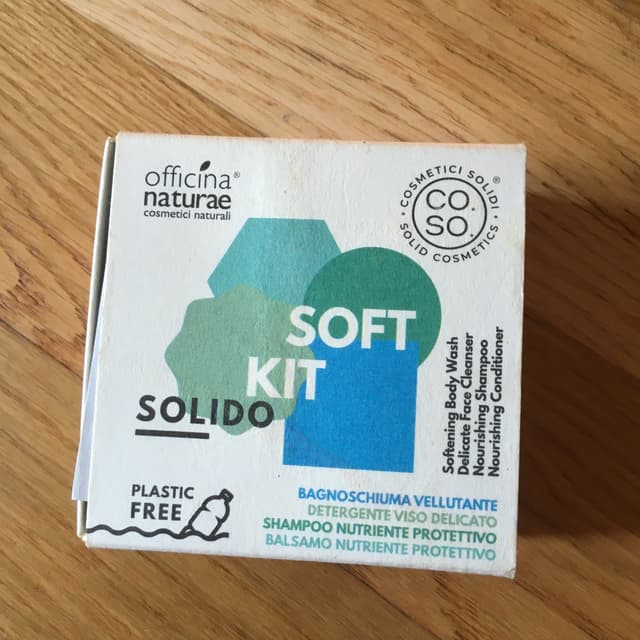 officina®
naturae
cosmetici naturali
· COSMETICI SOLIDI ·
CO.
SO.
SOLID COSMETICS
®
SOFT
KIT
SOLIDO
Softening Body Wash
Delicate Face Cleanser
Nourishing Shampoo
Nourishing Conditioner
PLASTIC
FREE
BAGNOSCHIUMA VELLUTANTE
DETERGENTE VISO DELICATO
SHAMPOO NUTRIENTE PROTETTIVO
BALSAMO NUTRIENTE PROTETTIVO